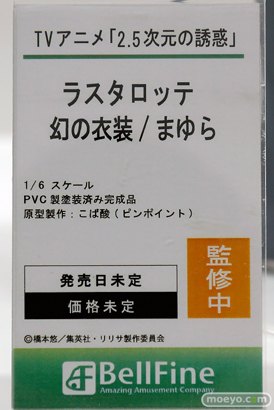 TVアニメ「2.5次元の誘惑」
ラスタロッテ
幻の衣装/まゆら
1/6 スケール
PVC製塗装済み完成品
原型製作:こば酸(ピンポイント)
監修中
発売日未定
価格未定
©橋本悠／集英社・リリサ製作委員会
BellFine
Amazing Amusement Company
moeyo.com